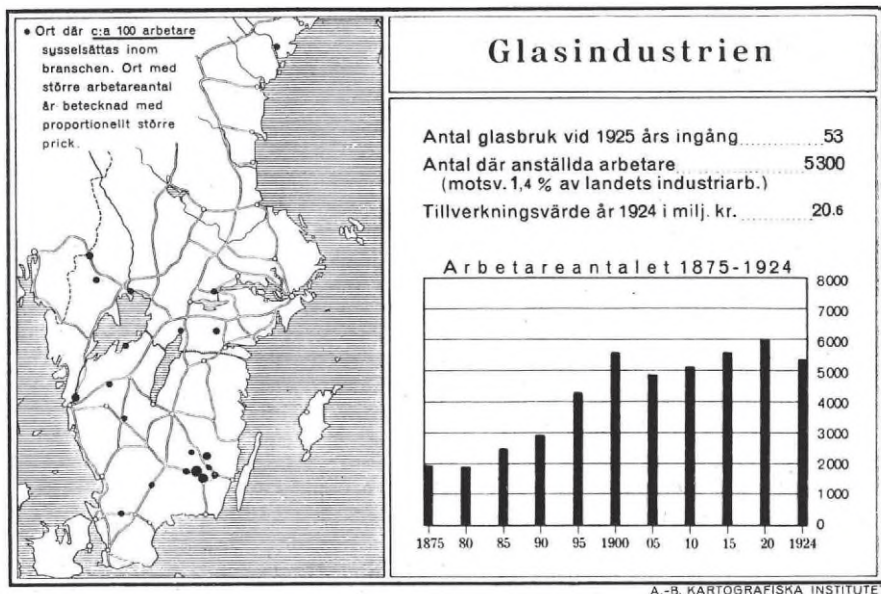 • Ort där c:a 100 arbetare
sysselsättas inom
branschen. Ort med
större arbetareantal
är betecknad med
proportionellt större
prick.
Glasindustrien
Antal glasbruk vid 1925 års ingång 53
Antal där anställda arbetare 5300
(motsv. 1,4 % av landets industriarb.)
Tillverkningsvärde år 1924 i milj. kr. 20.6
Arbetareantalet 1875-1924
8000
7000
6000
5000
4000
3000
2000
1000
0
1875 80 85 90 95 1900 05 10 15 20 1924
A.-B. KARTOGRAFISKA INSTITUTET